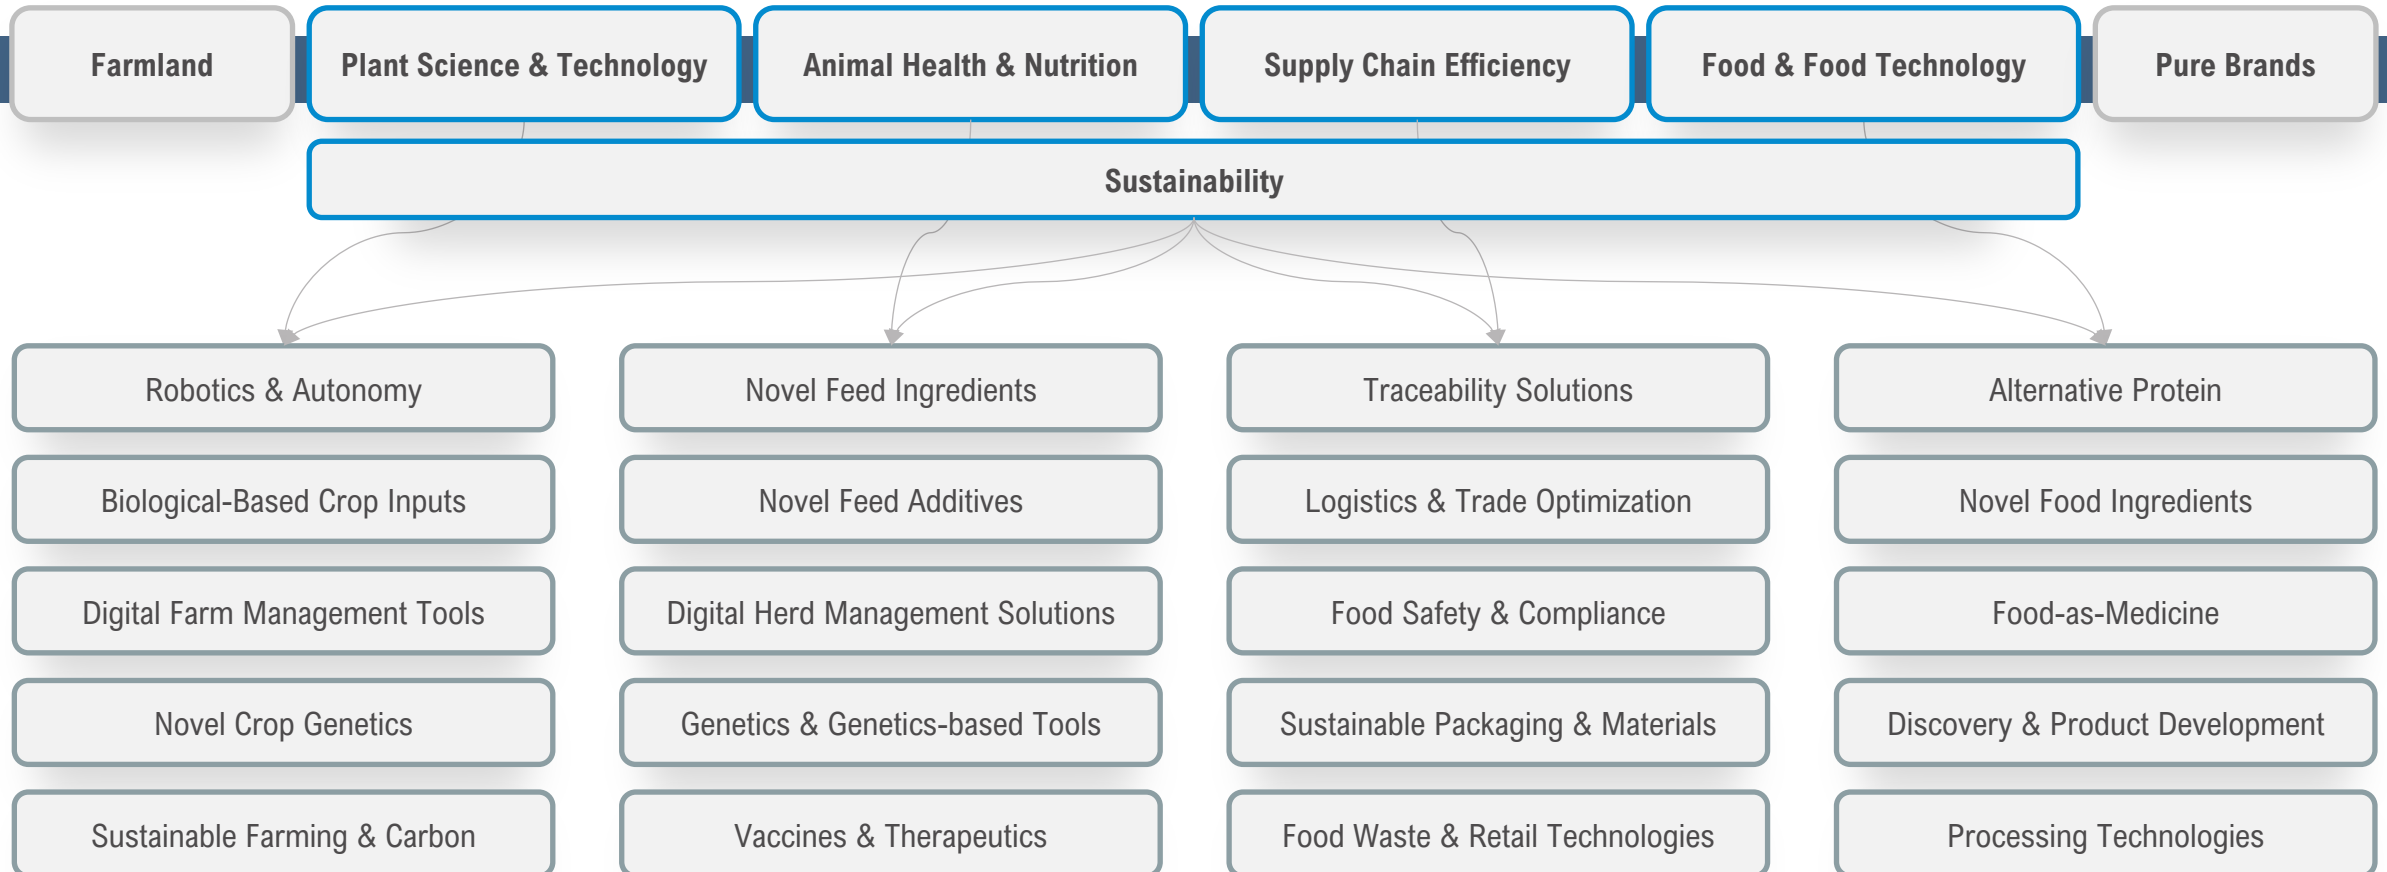 Farmland
Plant Science & Technology
Animal Health & Nutrition
Supply Chain Efficiency
Food & Food Technology
Pure Brands
Sustainability
Robotics & Autonomy
Novel Feed Ingredients
Traceability Solutions
Alternative Protein
Biological-Based Crop Inputs
Novel Feed Additives
Logistics & Trade Optimization
Novel Food Ingredients
Digital Farm Management Tools
Digital Herd Management Solutions
Food Safety & Compliance
Food-as-Medicine
Novel Crop Genetics
Genetics & Genetics-based Tools
Sustainable Packaging & Materials
Discovery & Product Development
Sustainable Farming & Carbon
Vaccines & Therapeutics
Food Waste & Retail Technologies
Processing Technologies